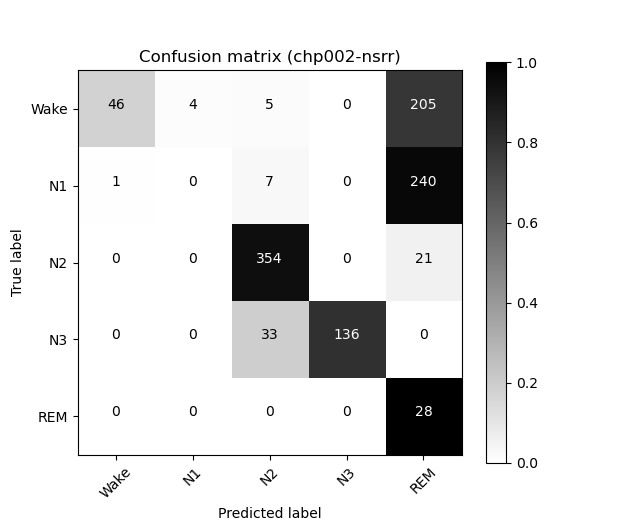 Confusion matrix (chp002-nsrr)
True label
Wake 46 4 5 0 205
N1 1 0 7 0 240
N2 0 0 354 0 21
N3 0 0 33 136 0
REM 0 0 0 0 28
Wake N1 N2 N3 REM
Predicted label
1.0
0.8
0.6
0.4
0.2
0.0